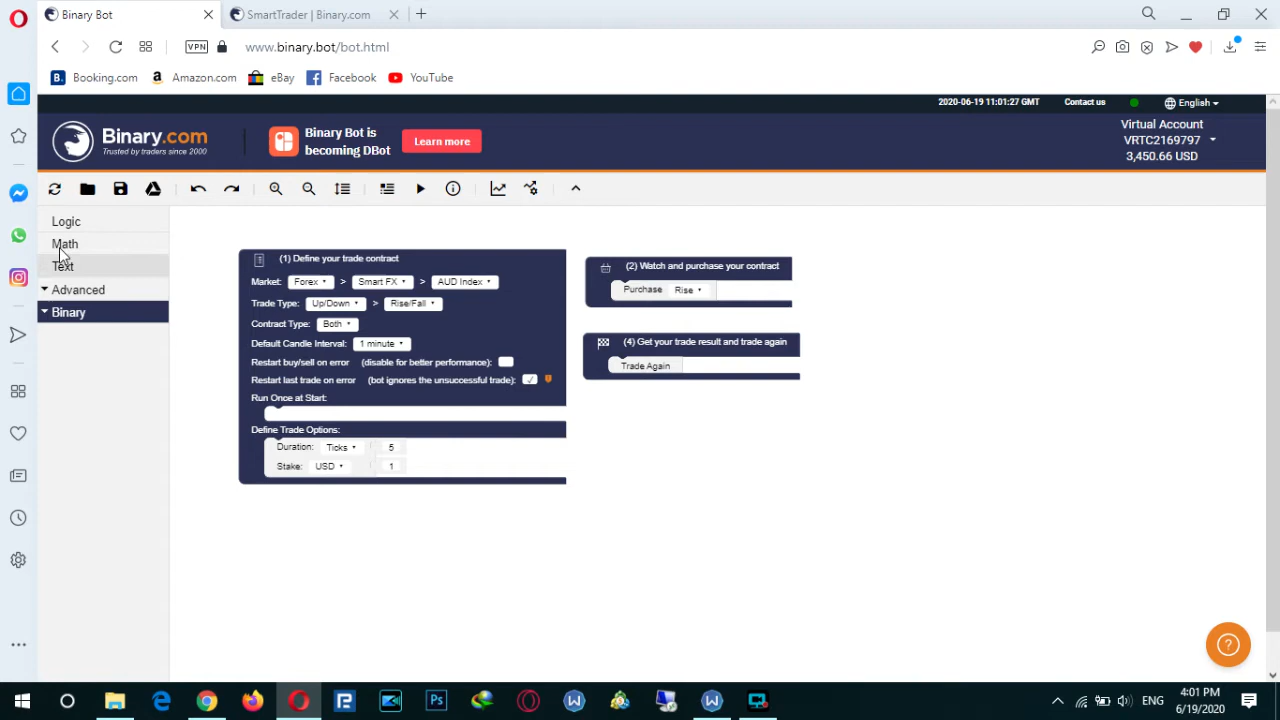 Binary Bot
SmartTrader | Binary.com
VPN
www.binary.bot/bot.html
B. Booking.com
a Amazon.com
eBay
Facebook
YouTube
2020-06-19 11:01:27 GMT
Contact us
English
Binary.com
Trusted by traders since 2000
Binary Bot is
becoming DBot
Learn more
Virtual Account
VRTC2169797
3,450.66 USD
Logic
Math
Text
Advanced
Binary
(1) Define your trade contract
Market: Forex > Smart FX > AUD Index
Trade Type: Up/Down > Rise/Fall
Contract Type: Both
Default Candle Interval: 1 minute
Restart buy/sell on error (disable for better performance):
Restart last trade on error (bot ignores the unsuccessful trade): ✓
Run Once at Start:
Define Trade Options:
Duration: Ticks 5
Stake: USD 1
(2) Watch and purchase your contract
Purchase Rise
(4) Get your trade result and trade again
Trade Again
?
Ps
ENG
4:01 PM
6/19/2020